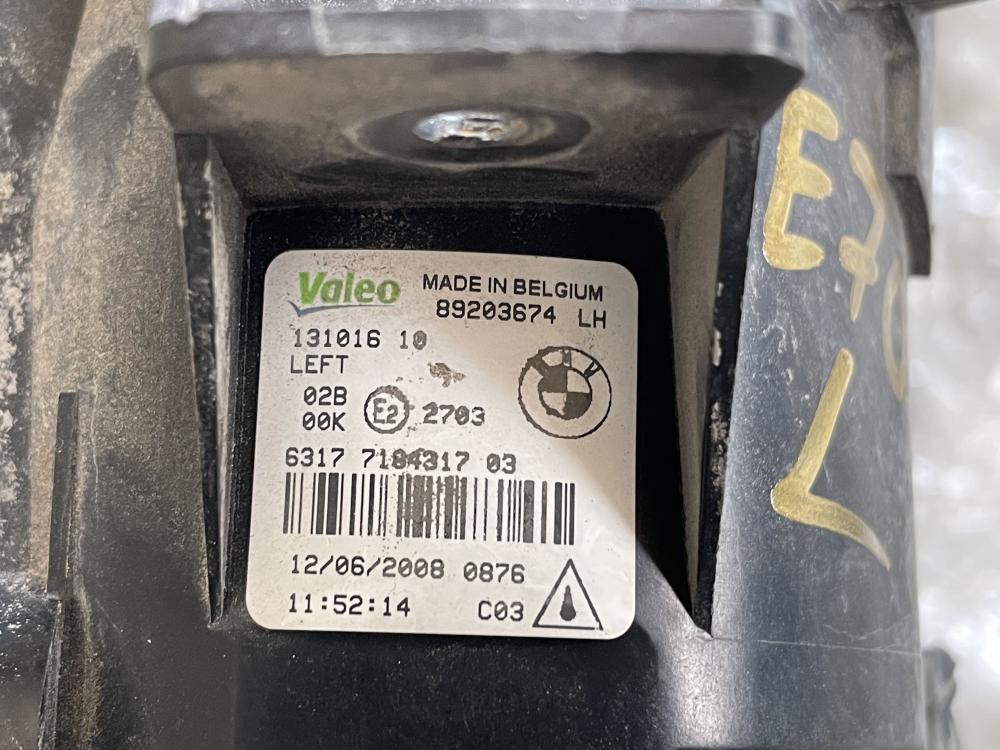 Valeo MADE IN BELGIUM
89203674 LH
131016 10
LEFT
02B
00K E2 2703
6317 7184317 03
12/06/2008 0876
11:52:14 C03
E70
L